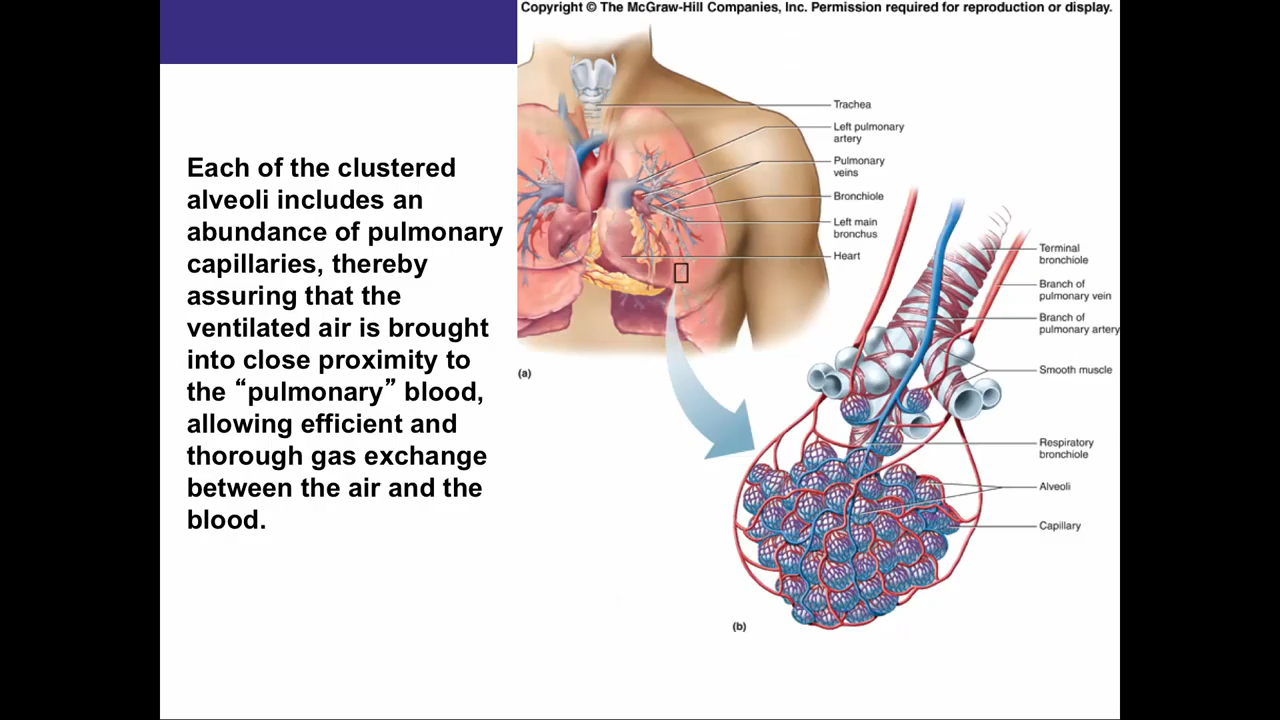 Copyright © The McGraw-Hill Companies, Inc. Permission required for reproduction or display.
Each of the clustered
alveoli includes an
abundance of pulmonary
capillaries, thereby
assuring that the
ventilated air is brought
into close proximity to
the “pulmonary” blood,
allowing efficient and
thorough gas exchange
between the air and the
blood.
Trachea
Left pulmonary
artery
Pulmonary
veins
Bronchiole
Left main
bronchus
Heart
(a)
Terminal
bronchiole
Branch of
pulmonary vein
Branch of
pulmonary artery
Smooth muscle
Respiratory
bronchiole
Alveoli
Capillary
(b)